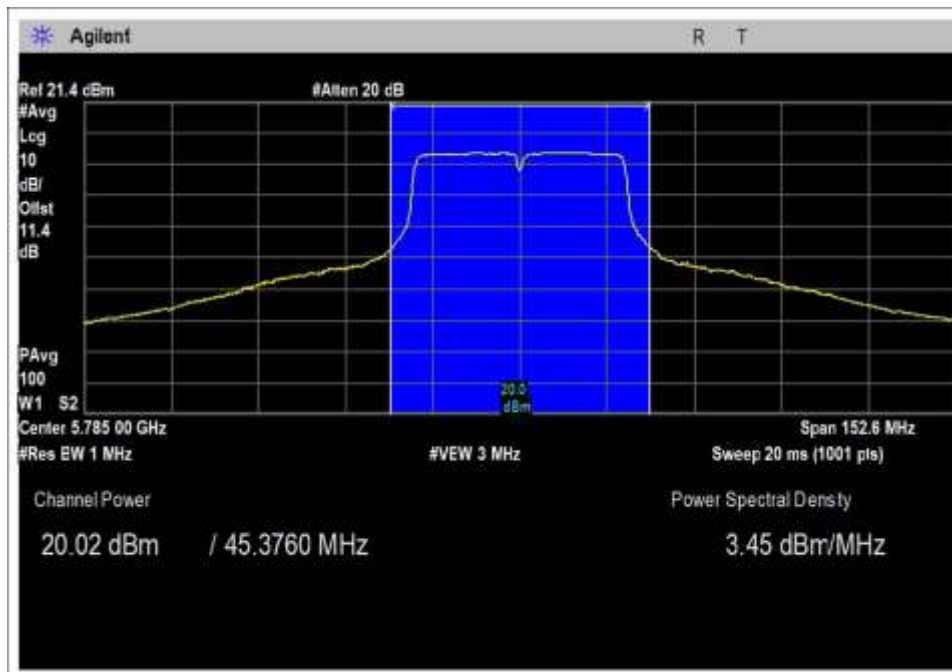 Agilent R T
Ref 21.4 dBm #Atten 20 dB
#Avg
Log
10
dB/
Offst
11.4
dB
PAvg
100
W1 S2
20.0
dBm
Center 5.785 00 GHz Span 152.6 MHz
#Res BW 1 MHz #VBW 3 MHz Sweep 20 ms (1001 pts)
Channel Power Power Spectral Density
20.02 dBm / 45.3760 MHz 3.45 dBm/MHz